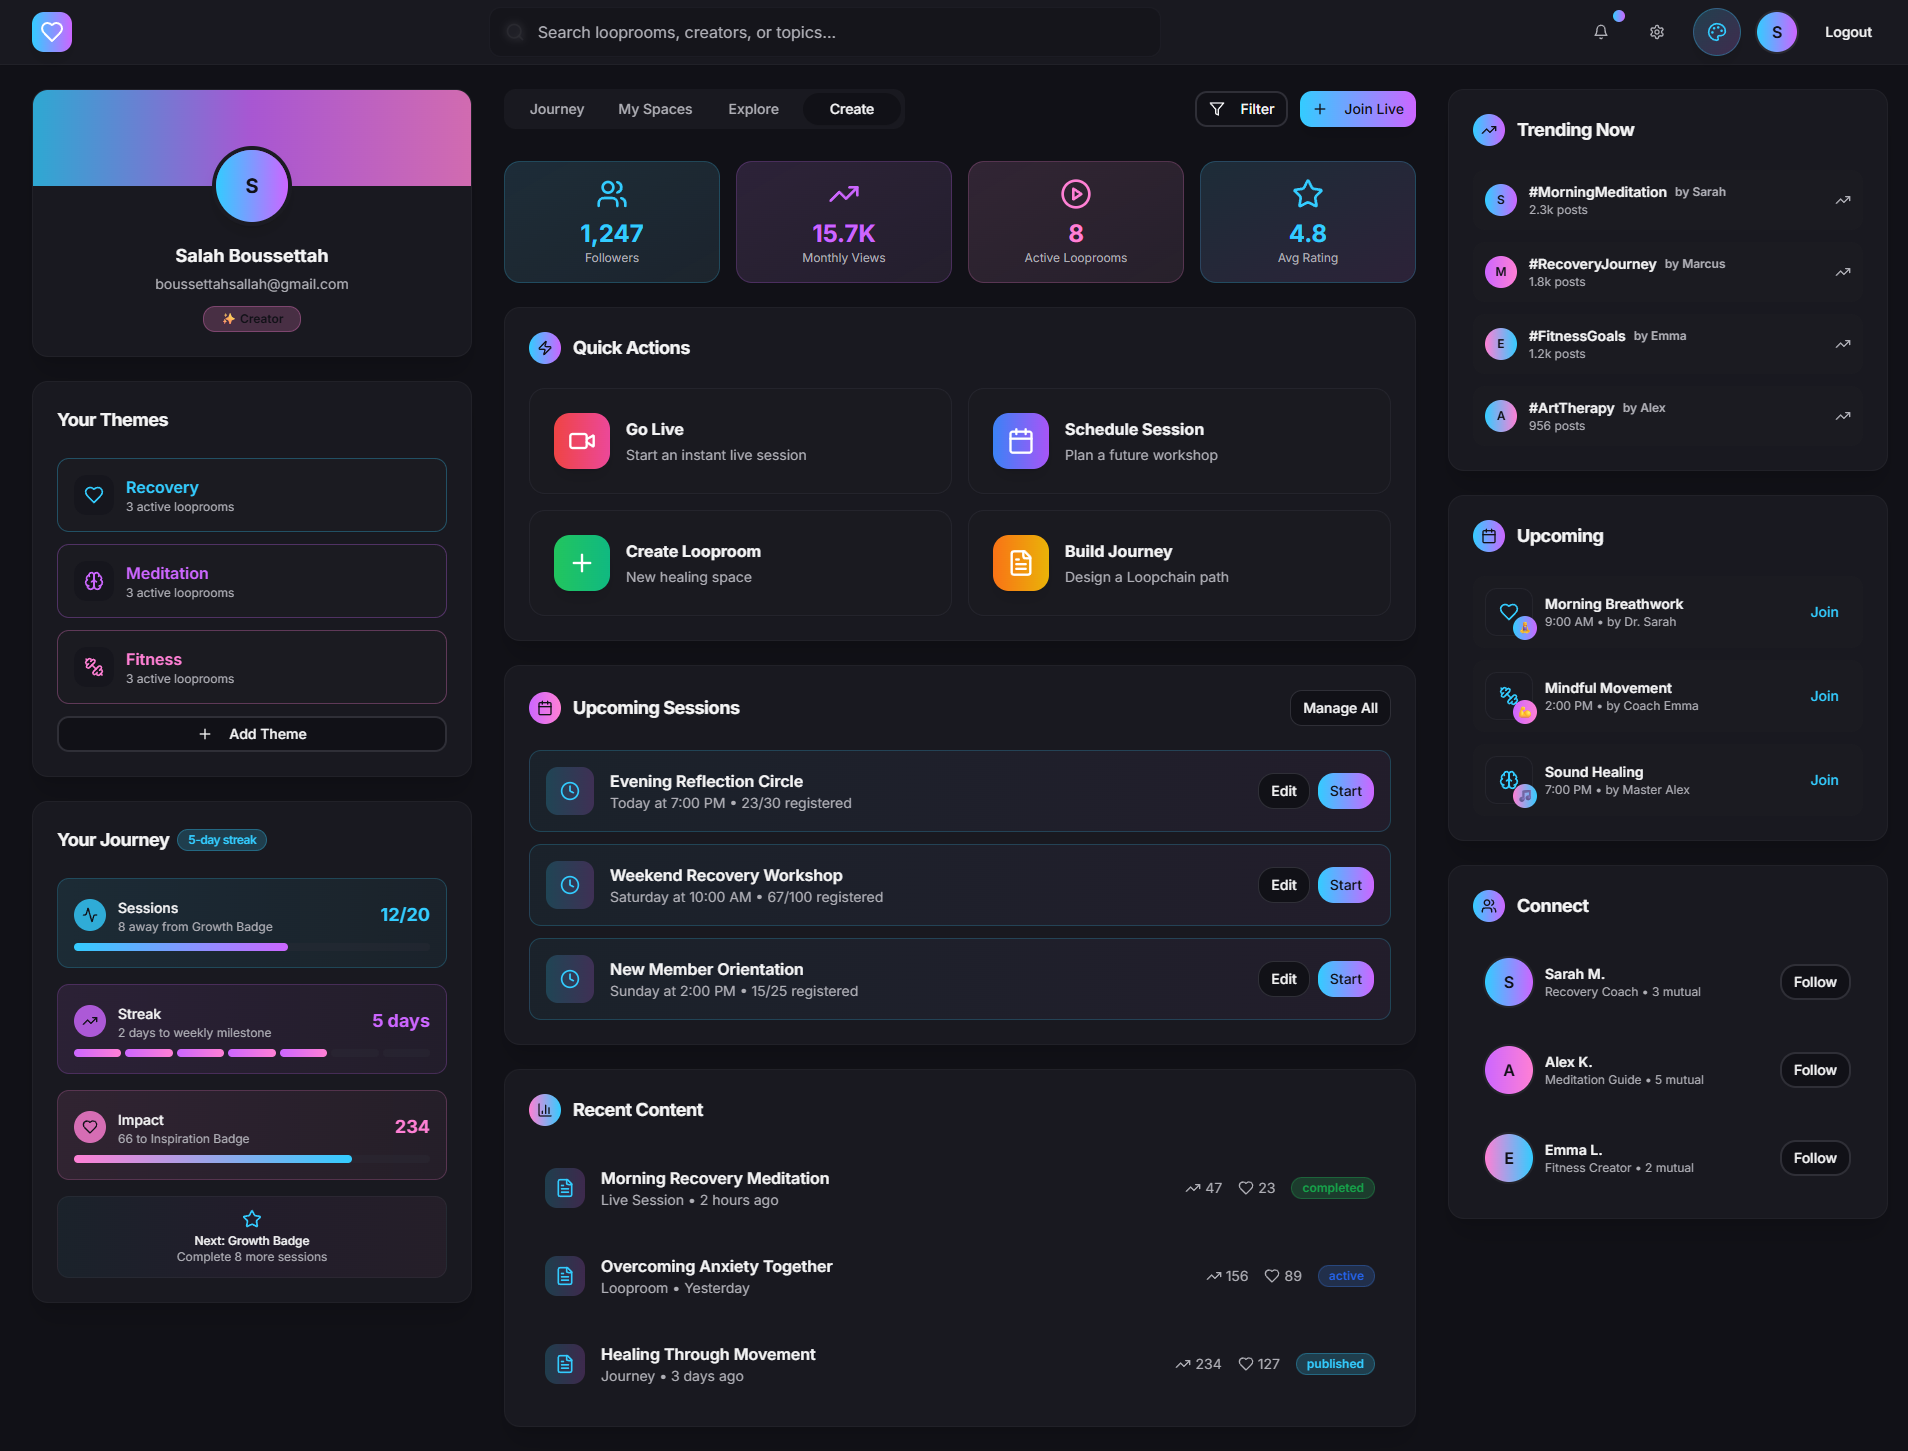 Search looprooms, creators, or topics...
S
Logout
S
Salah Boussettah
boussettahsallah@gmail.com
✨ Creator
Your Themes
Recovery
3 active looprooms
Meditation
3 active looprooms
Fitness
3 active looprooms
+ Add Theme
Your Journey 5-day streak
Sessions
8 away from Growth Badge
12/20
Streak
2 days to weekly milestone
5 days
Impact
66 to Inspiration Badge
234
Next: Growth Badge
Complete 8 more sessions
Journey My Spaces Explore Create
Filter
+ Join Live
1,247
Followers
15.7K
Monthly Views
8
Active Looprooms
4.8
Avg Rating
Quick Actions
Go Live
Start an instant live session
Schedule Session
Plan a future workshop
Create Looproom
New healing space
Build Journey
Design a Loopchain path
Upcoming Sessions
Manage All
Evening Reflection Circle
Today at 7:00 PM • 23/30 registered
Edit Start
Weekend Recovery Workshop
Saturday at 10:00 AM • 67/100 registered
Edit Start
New Member Orientation
Sunday at 2:00 PM • 15/25 registered
Edit Start
Recent Content
Morning Recovery Meditation
Live Session • 2 hours ago
47 23 completed
Overcoming Anxiety Together
Looproom • Yesterday
156 89 active
Healing Through Movement
Journey • 3 days ago
234 127 published
Trending Now
S
#MorningMeditation by Sarah
2.3k posts
M
#RecoveryJourney by Marcus
1.8k posts
E
#FitnessGoals by Emma
1.2k posts
A
#ArtTherapy by Alex
956 posts
Upcoming
Morning Breathwork
9:00 AM • by Dr. Sarah
Join
Mindful Movement
2:00 PM • by Coach Emma
Join
Sound Healing
7:00 PM • by Master Alex
Join
Connect
S
Sarah M.
Recovery Coach • 3 mutual
Follow
A
Alex K.
Meditation Guide • 5 mutual
Follow
E
Emma L.
Fitness Creator • 2 mutual
Follow